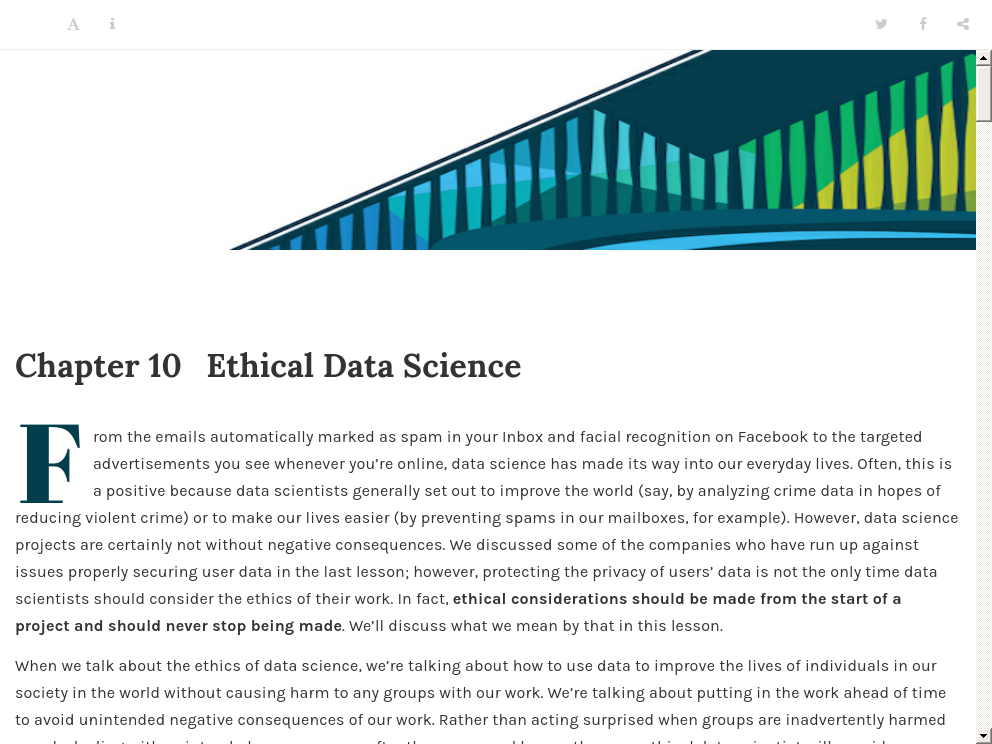 Chapter 10 Ethical Data Science
From the emails automatically marked as spam in your Inbox and facial recognition on Facebook to the targeted
advertisements you see whenever you’re online, data science has made its way into our everyday lives. Often, this is
a positive because data scientists generally set out to improve the world (say, by analyzing crime data in hopes of
reducing violent crime) or to make our lives easier (by preventing spams in our mailboxes, for example). However, data science
projects are certainly not without negative consequences. We discussed some of the companies who have run up against
issues properly securing user data in the last lesson; however, protecting the privacy of users’ data is not the only time data
scientists should consider the ethics of their work. In fact, ethical considerations should be made from the start of a
project and should never stop being made. We’ll discuss what we mean by that in this lesson.
When we talk about the ethics of data science, we’re talking about how to use data to improve the lives of individuals in our
society in the world without causing harm to any groups with our work. We’re talking about putting in the work ahead of time
to avoid unintended negative consequences of our work. Rather than acting surprised when groups are inadvertently harmed